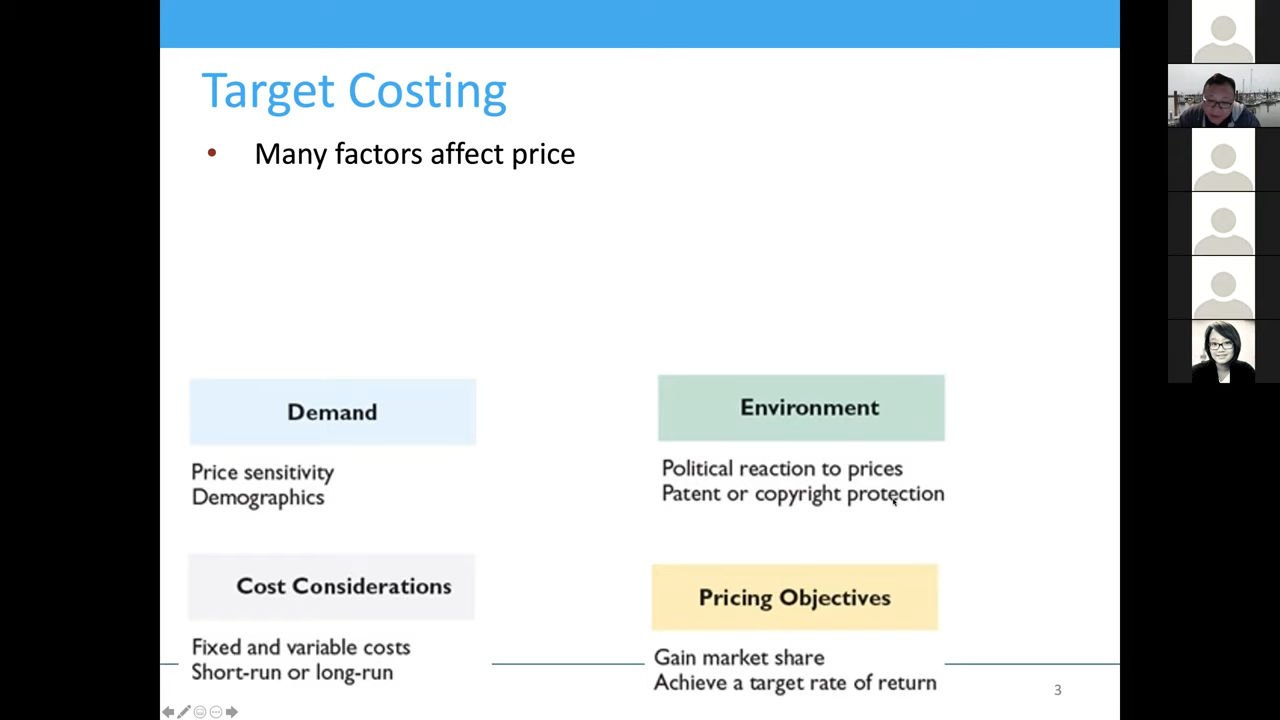 Target Costing
• Many factors affect price
Demand
Price sensitivity
Demographics
Environment
Political reaction to prices
Patent or copyright protection
Cost Considerations
Fixed and variable costs
Short-run or long-run
Pricing Objectives
Gain market share
Achieve a target rate of return
3